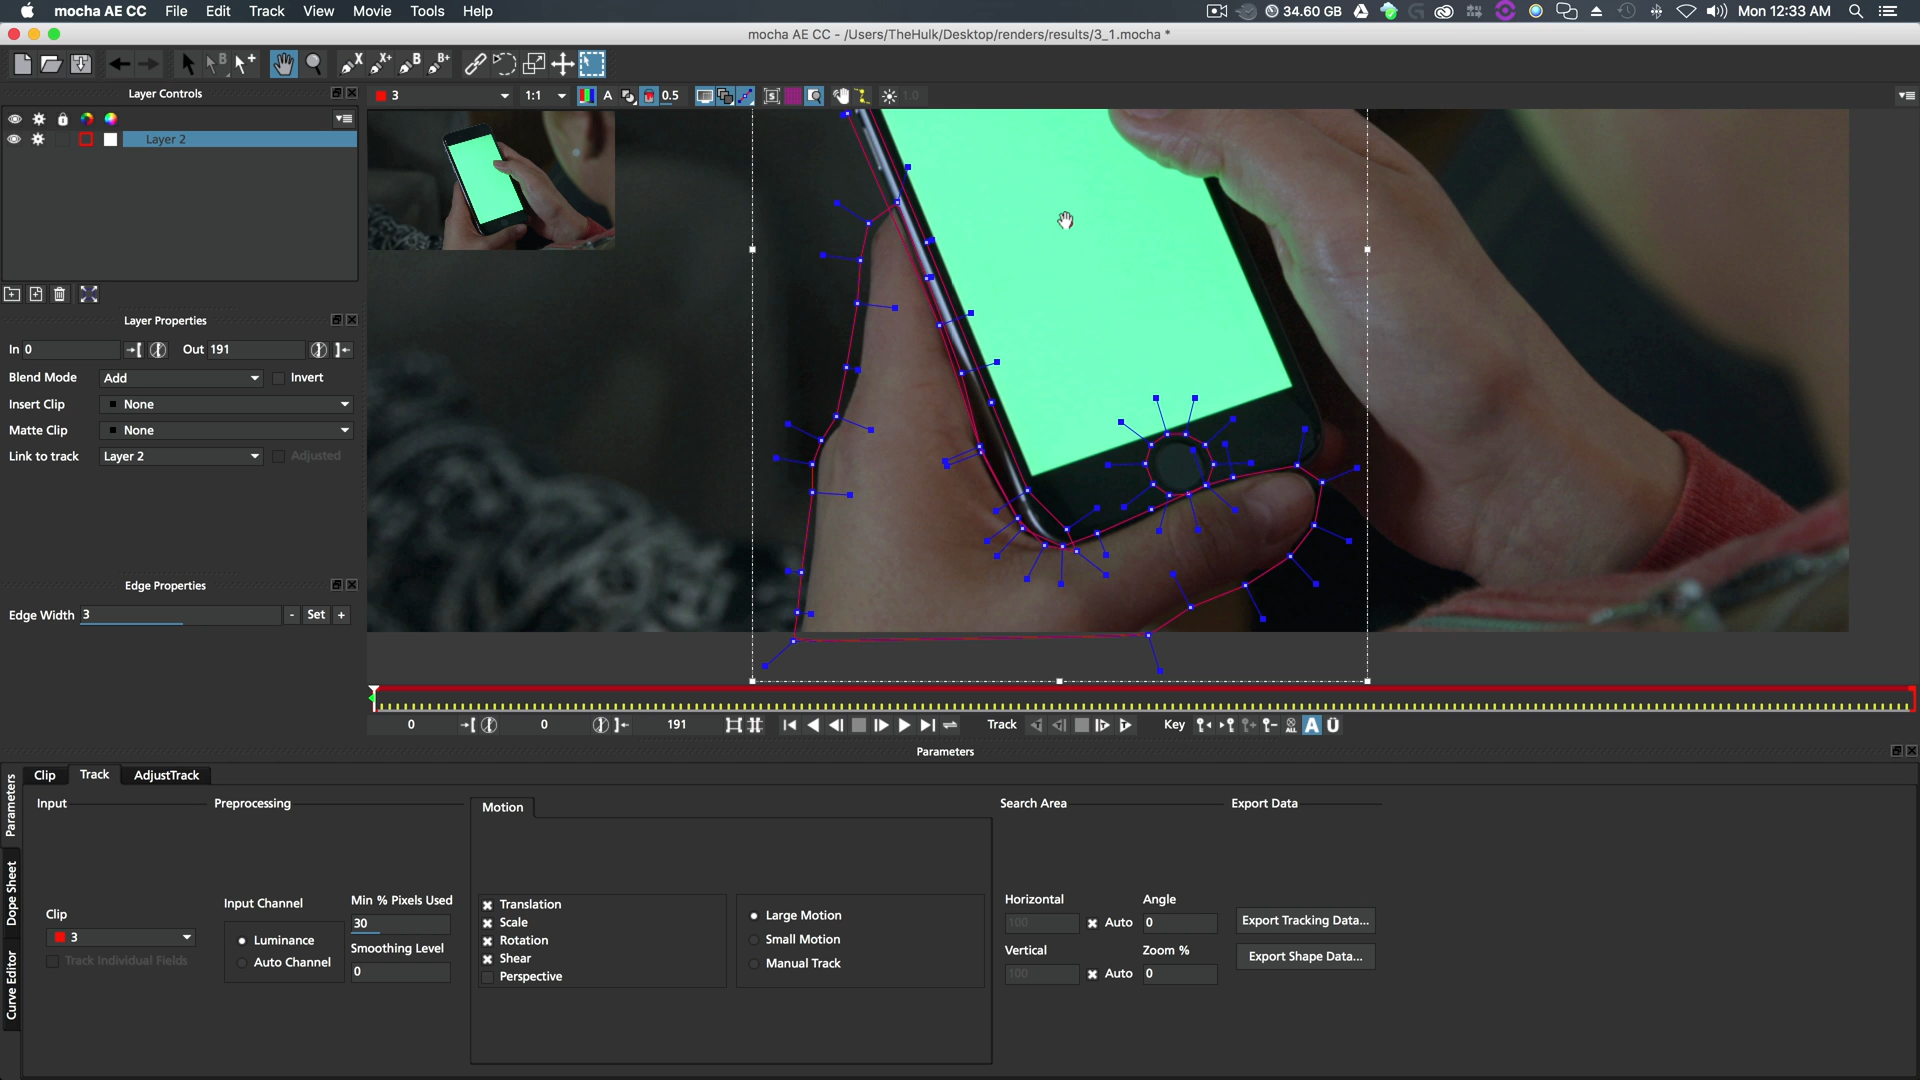 mocha AE CC File Edit Track View Movie Tools Help 34.60 GB Mon 12:33 AM
mocha AE CC - /Users/TheHulk/Desktop/renders/results/3_1.mocha *
Layer Controls
3 1:1 A 0.5 1.0
Layer 2
Layer Properties
In 0 Out 191
Blend Mode Add Invert
Insert Clip None
Matte Clip None
Link to track Layer 2 Adjusted
Edge Properties
Edge Width 3 - Set +
0 0 191 Track Key ALL A Ü
Parameters
Clip Track AdjustTrack
Parameters
Dope Sheet
Curve Editor
Input Preprocessing Motion Search Area Export Data
Clip
3
Track Individual Fields
Input Channel
Luminance
Auto Channel
Min % Pixels Used
30
Smoothing Level
0
Translation
Scale
Rotation
Shear
Perspective
Large Motion
Small Motion
Manual Track
Horizontal Angle
100 Auto 0
Vertical Zoom %
100 Auto 0
Export Tracking Data...
Export Shape Data...